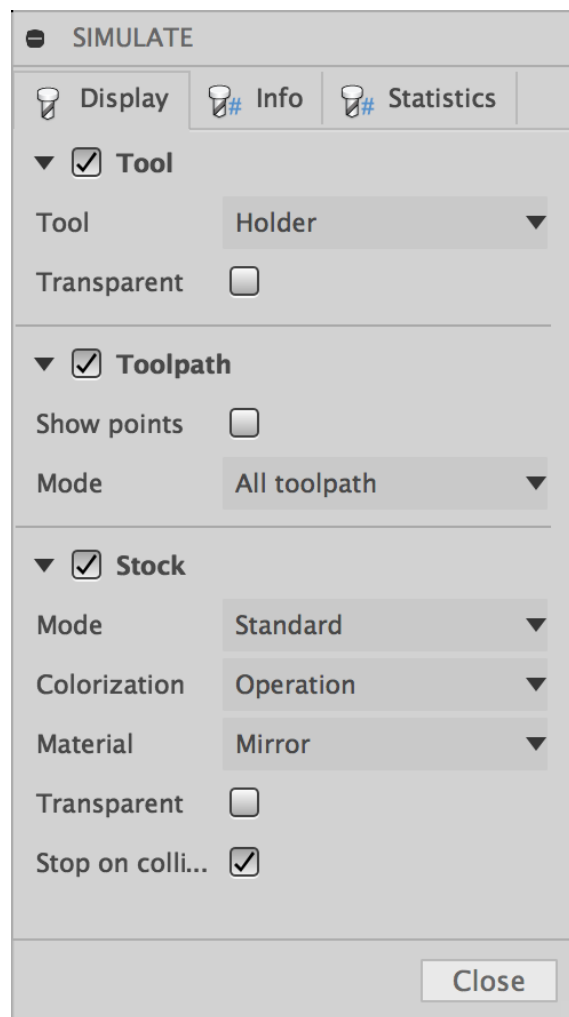 SIMULATE
Display # Info # Statistics
Tool
Tool Holder
Transparent
Toolpath
Show points
Mode All toolpath
Stock
Mode Standard
Colorization Operation
Material Mirror
Transparent
Stop on colli...
Close